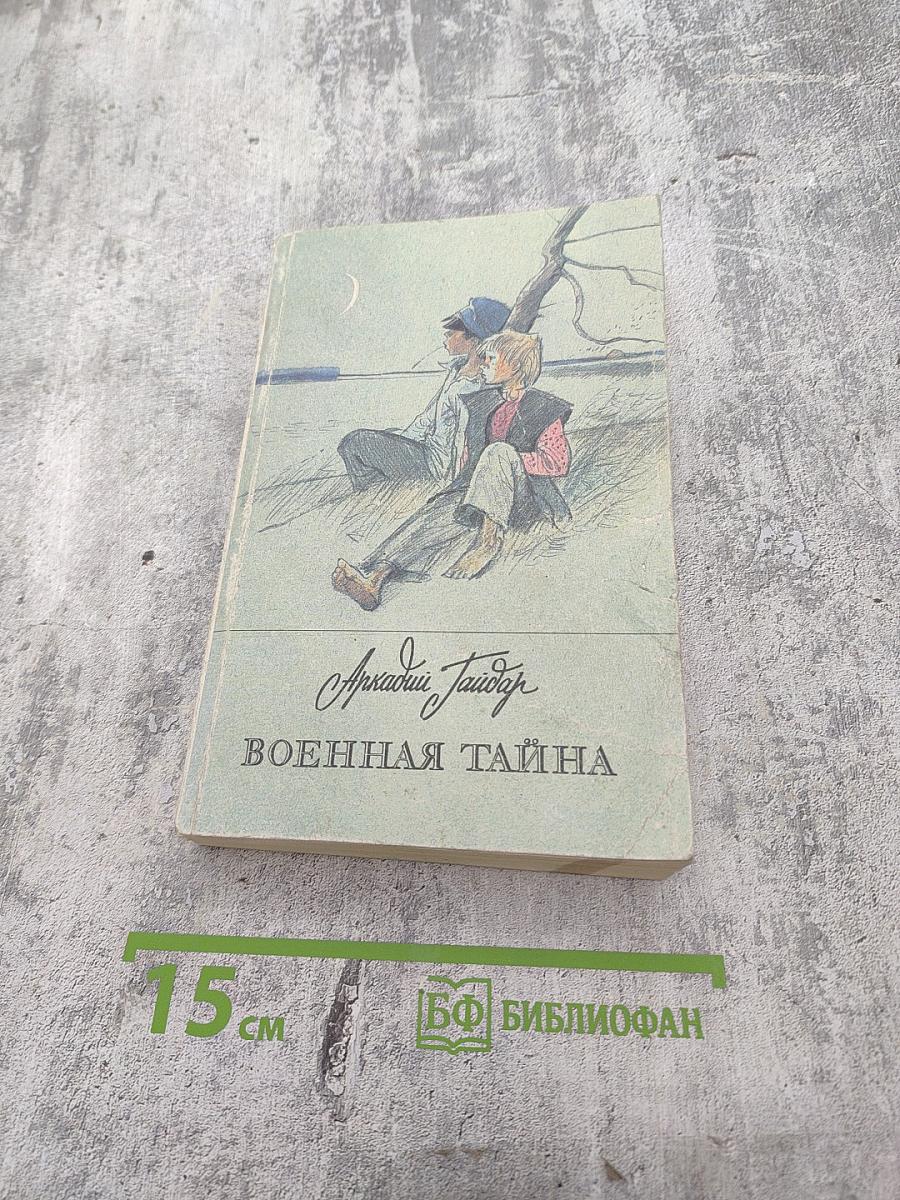 Аркадий Гайдар
ВОЕННАЯ ТАЙНА
15 см
БФ БИБЛИОФАН